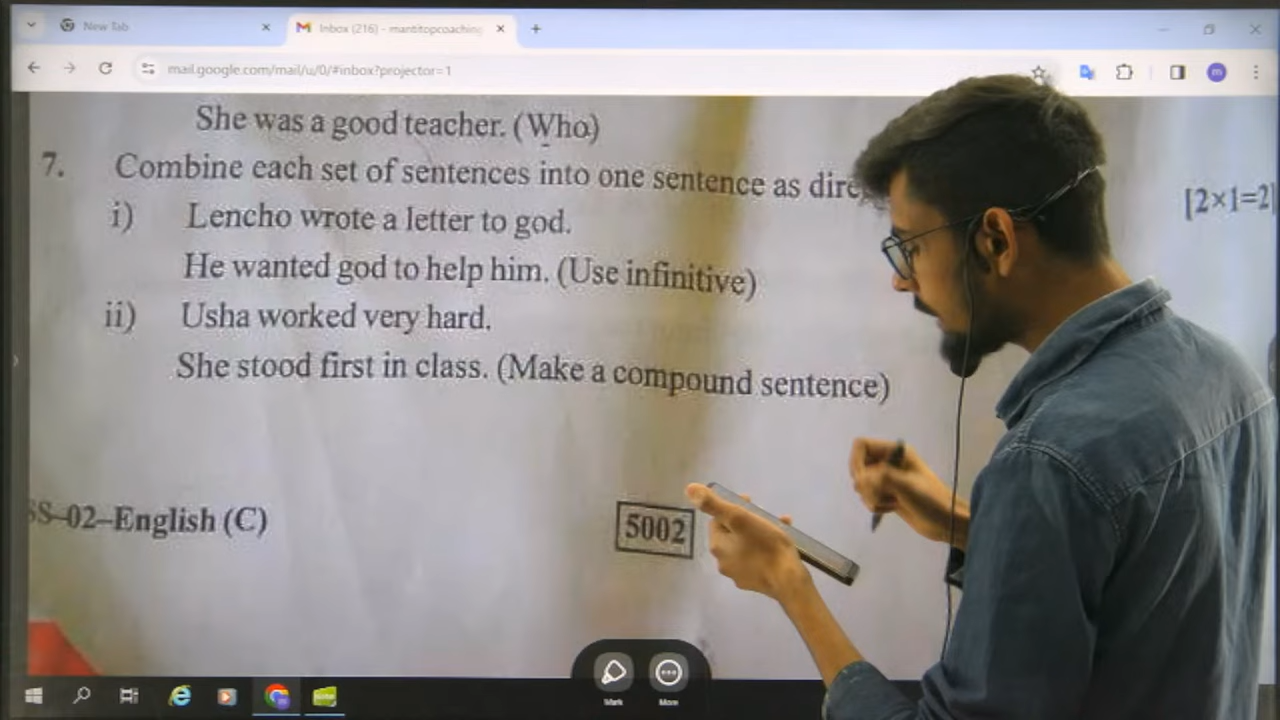 New Tab
Inbox (216) - mantitopcoaching
mail.google.com/mail/u/0/#inbox?projector=1
m
She was a good teacher. (Who)
7. Combine each set of sentences into one sentence as
[2×1=2]
i) Lencho wrote a letter to god.
He wanted god to help him. (Use infinitive)
ii) Usha worked very hard.
She stood first in class. (Make a compound sentence)
SS-02-English (C)
5002
Mark
More